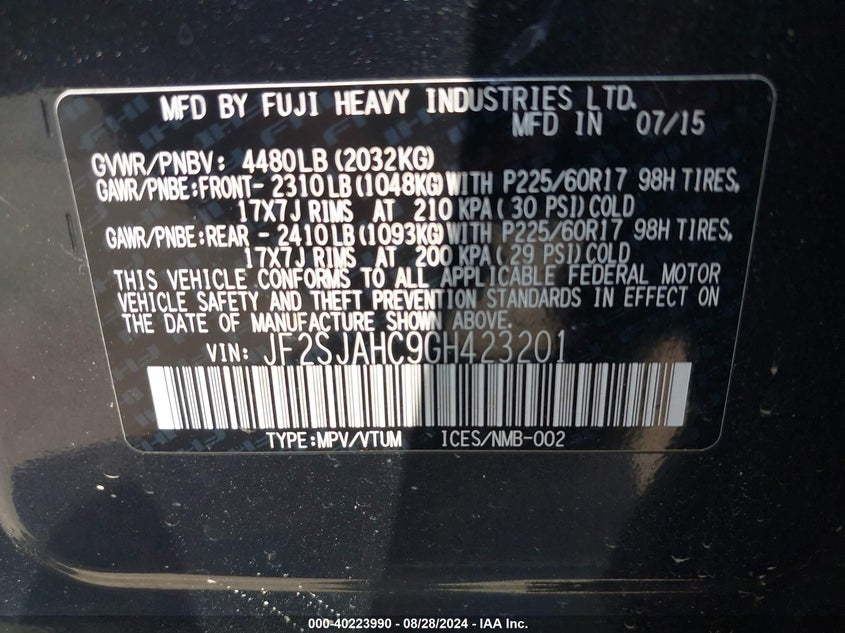 MFD BY FUJI HEAVY INDUSTRIES LTD.
MFD IN 07/15
GVWR/PNBV: 4480LB (2032KG)
GAWR/PNBE:FRONT- 2310LB(1048KG)WITH P225/60R17 98H TIRES,
17X7J RIMS AT 210 KPA(30 PSI)COLD
GAWR/PNBE:REAR - 2410LB(1093KG)WITH P225/60R17 98H TIRES,
17X7J RIMS AT 200 KPA(29 PSI)COLD
THIS VEHICLE CONFORMS TO ALL APPLICABLE FEDERAL MOTOR
VEHICLE SAFETY AND THEFT PREVENTION STANDARDS IN EFFECT ON
THE DATE OF MANUFACTURE SHOWN ABOVE.
VIN: JF2SJAHC9GH423201
TYPE:MPV/VTUM ICES/NMB-002
000-40223990 - 08/28/2024 - IAA Inc.